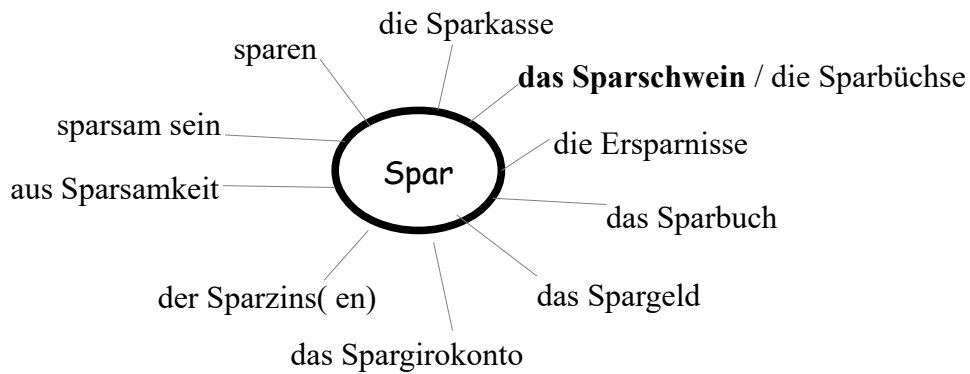 die Sparkasse
sparen
das Sparschwein / die Sparbüchse
sparsam sein
die Ersparnisse
Spar
aus Sparsamkeit
das Sparbuch
der Sparzins( en)
das Spargeld
das Spargirokonto